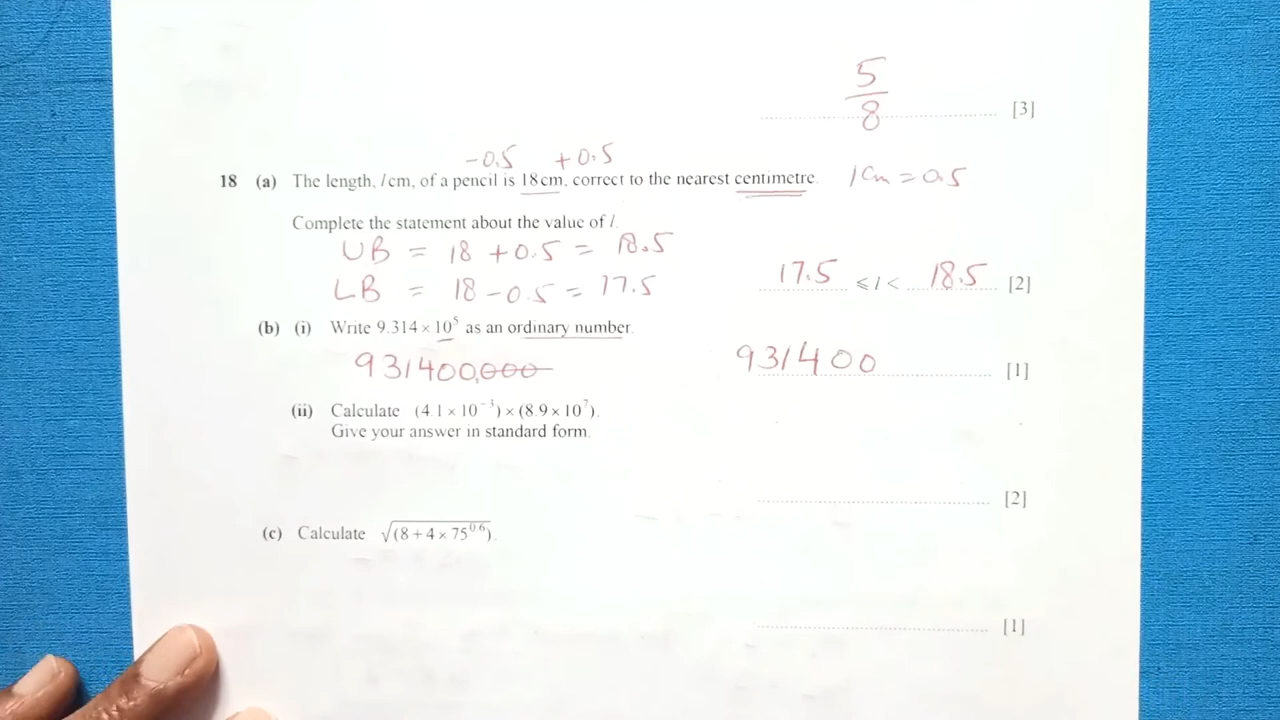 5
8
[3]
-0.5 +0.5
18 (a) The length, l cm, of a pencil is 18 cm, correct to the nearest centimetre. 1cm = 0.5
Complete the statement about the value of l.
UB = 18 + 0.5 = 18.5
LB = 18 - 0.5 = 17.5
17.5 ⩽ l < 18.5 [2]
(b) (i) Write 9.314 × 10⁵ as an ordinary number.
931400,000
931400 [1]
(ii) Calculate (4.1 × 10⁻³) × (8.9 × 10⁷).
Give your answer in standard form.
[2]
(c) Calculate √(8 + 4 × 75⁰·⁶).
[1]